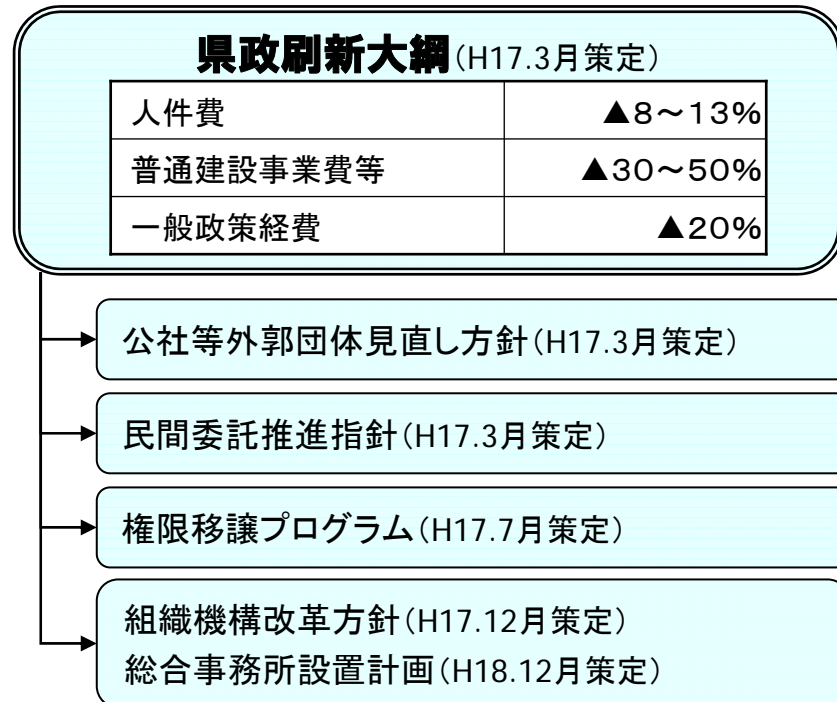 県政刷新大綱(H17.3月策定)
人件費 ▲8～13%
普通建設事業費等 ▲30～50%
一般政策経費 ▲20%
公社等外郭団体見直し方針(H17.3月策定)
民間委託推進指針(H17.3月策定)
権限移譲プログラム(H17.7月策定)
組織機構改革方針(H17.12月策定)
総合事務所設置計画(H18.12月策定)